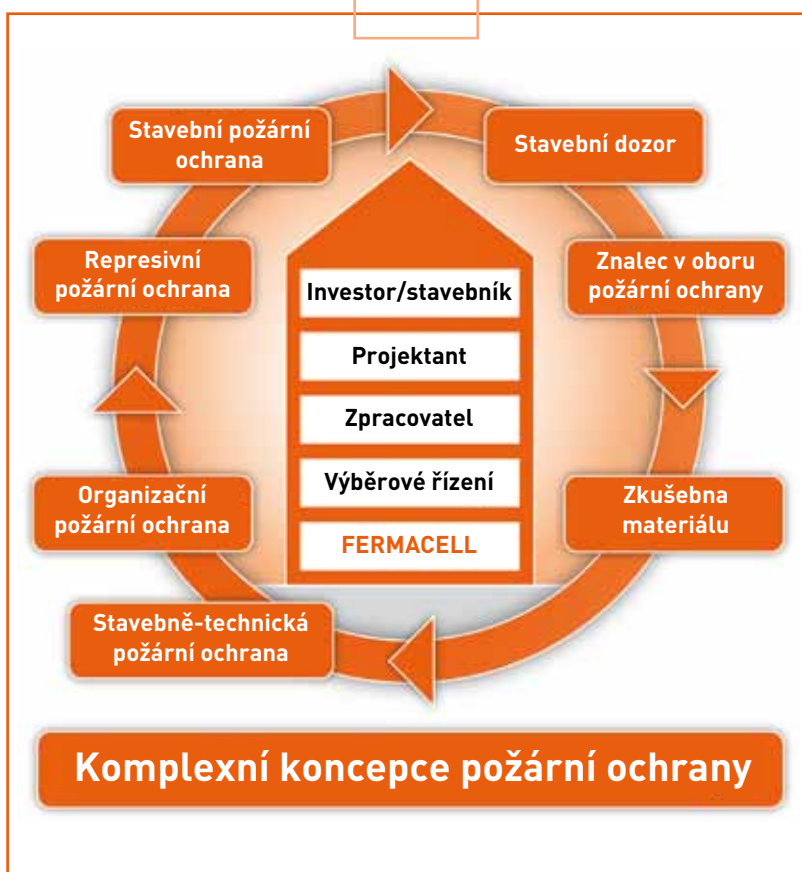 Stavební požární
ochrana
Stavební dozor
Represivní
požární ochrana
Znalec v oboru
požární ochrany
Investor/stavebník
Projektant
Zpracovatel
Výběrové řízení
FERMACELL
Organizační
požární ochrana
Zkušebna
materiálu
Stavebně-technická
požární ochrana
Komplexní koncepce požární ochrany